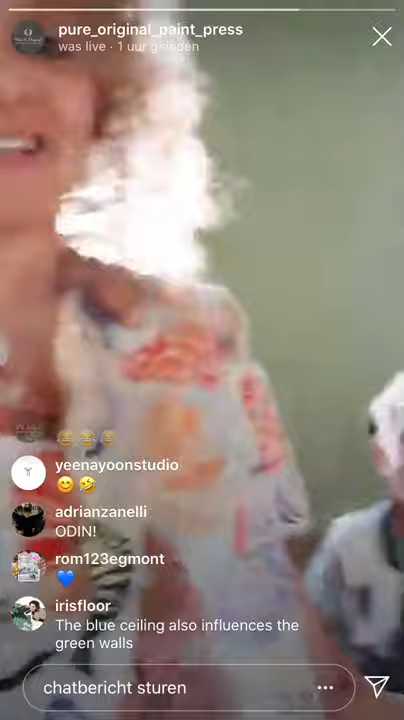 pure_original_paint_press
was live · 1 uur geleden
😂😂😂
yeenayoonstudio
😊🤣
adrianzanelli
ODIN!
rom123egmont
💙
irisfloor
The blue ceiling also influences the
green walls
chatbericht sturen